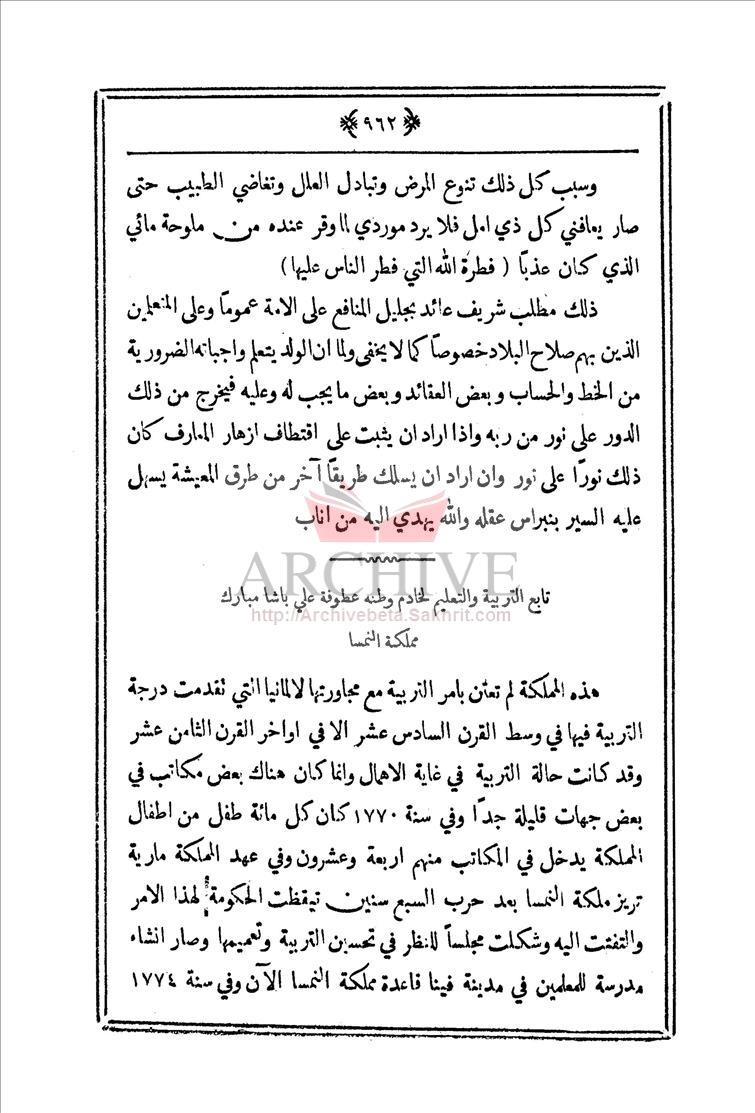 ﴿ ٩٦٢ ﴾
وسبب كل ذلك تنوع المرض وتبادل العلل وتغاضي الطبيب حتى
صار يعافني كل ذي امل فلا يرد موردي لما وقر عنده من ملوحة مائي
الذي كان عذبًا ( فطرة الله التي فطر الناس عليها )
ذلك مطلب شريف عائد بجليل المنافع على الامة عمومًا وعلى المتعلمين
الذين بهم صلاح البلاد خصوصًا كما لا يخفى ولما ان الولد يتعلم واجباته الضرورية
من الخط والحساب وبعض العقائد وبعض ما يجب له وعليه فيخرج من ذلك
الدور على نور من ربه واذا اراد ان يثبت على اقتطاف ازهار المعارف كان
ذلك نورًا على نور وان اراد ان يسلك طريقًا آخر من طرق المعيشة يسهل
عليه السير بنبراس عقله والله يهدي اليه من اناب
ARCHIVE
تابع التربية والتعليم لخادم وطنه عطوفة علي باشا مبارك
http://Archivebeta.Sakhrit.com
مملكة النمسا
هذه المملكة لم تعتن بامر التربية مع مجاورتها لالمانيا التي تقدمت درجة
التربية فيها في وسط القرن السادس عشر الا في اواخر القرن الثامن عشر
وقد كانت حالة التربية في غاية الاهمال وانما كان هناك بعض مكاتب في
بعض جهات قليلة جدًا وفي سنة ١٧٧٠ كان كل مائة طفل من اطفال
المملكة يدخل في المكاتب منهم اربعة وعشرون وفي عهد المملكة مارية
تريز ملكة النمسا بعد حرب السبع سنين تيقظت الحكومة لهذا الامر
والتفتت اليه وشكلت مجلسًا للنظر في تحسين التربية وتعميمها وصار انشاء
مدرسة للمعلمين في مدينة فينا قاعدة مملكة النمسا الآن وفي سنة ١٧٧٤